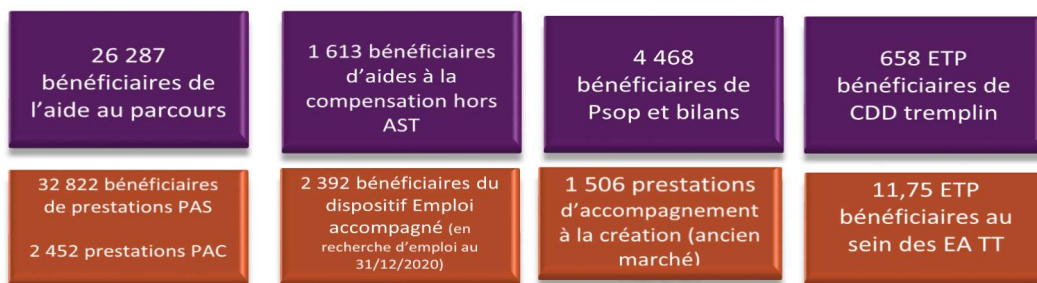 26 287
bénéficiaires de
l'aide au parcours
1 613 bénéficiaires
d'aides à la
compensation hors
AST
4 468
bénéficiaires de
Psop et bilans
658 ETP
bénéficiaires de
CDD tremplin
32 822 bénéficiaires
de prestations PAS
2 452 prestations PAC
2 392 bénéficiaires du
dispositif Emploi
accompagné (en
recherche d'emploi au
31/12/2020)
1 506 prestations
d'accompagnement
à la création (ancien
marché)
11,75 ETP
bénéficiaires au
sein des EA TT